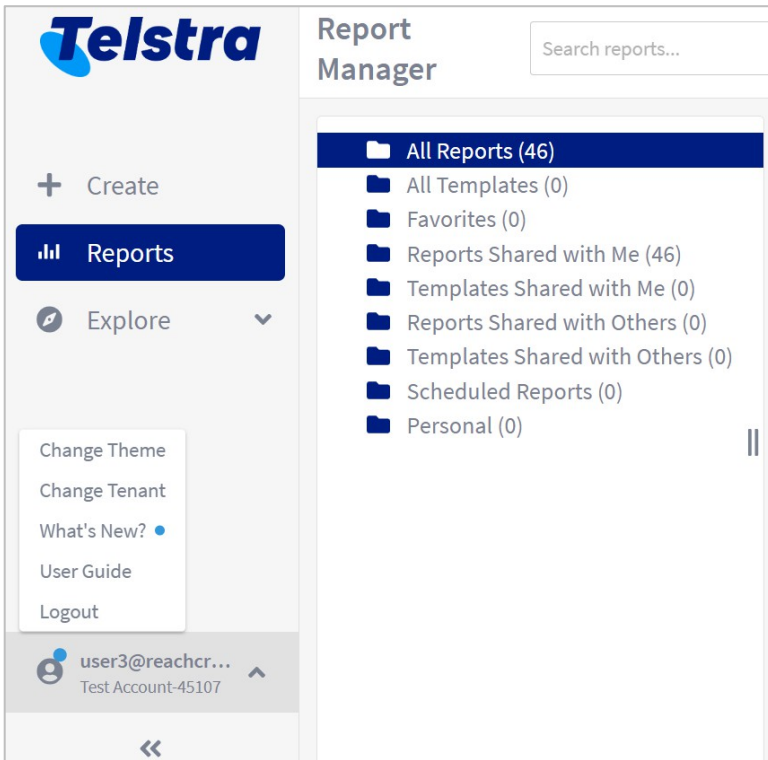 Telstra
Report
Manager
Search reports...
Create
Reports
Explore
All Reports (46)
All Templates (0)
Favorites (0)
Reports Shared with Me (46)
Templates Shared with Me (0)
Reports Shared with Others (0)
Templates Shared with Others (0)
Scheduled Reports (0)
Personal (0)
Change Theme
Change Tenant
What's New?
User Guide
Logout
user3@reachcr...
Test Account-45107